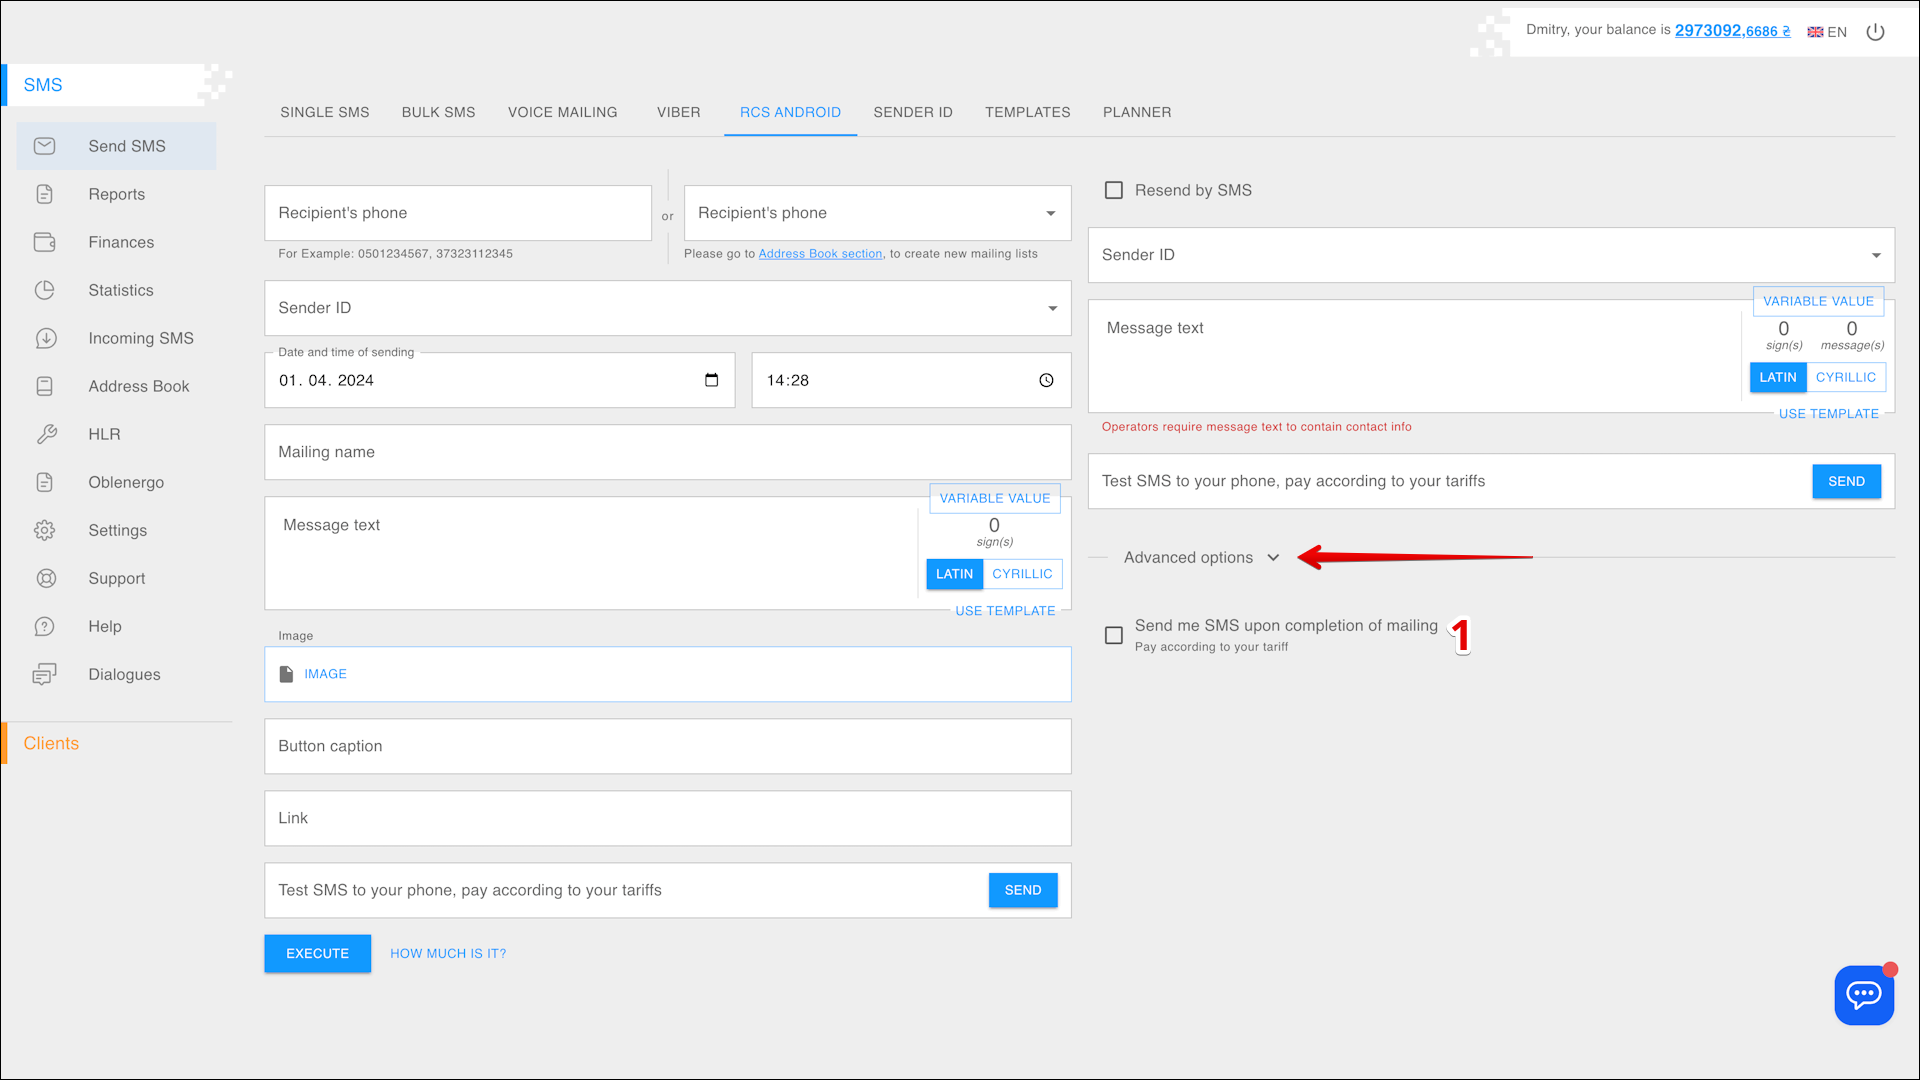 Dmitry, your balance is 2973092,6686 ₴
EN
SMS
Send SMS
Reports
Finances
Statistics
Incoming SMS
Address Book
HLR
Oblenergo
Settings
Support
Help
Dialogues
Clients
SINGLE SMS BULK SMS VOICE MAILING VIBER RCS ANDROID SENDER ID TEMPLATES PLANNER
Recipient's phone
For Example: 0501234567, 37323112345
or
Recipient's phone
Please go to Address Book section, to create new mailing lists
Sender ID
Date and time of sending
01. 04. 2024
14:28
Mailing name
Message text
VARIABLE VALUE
0
sign(s)
LATIN CYRILLIC
USE TEMPLATE
Image
IMAGE
Button caption
Link
Test SMS to your phone, pay according to your tariffs
SEND
EXECUTE
HOW MUCH IS IT?
Resend by SMS
Sender ID
Message text
VARIABLE VALUE
0 0
sign(s) message(s)
LATIN CYRILLIC
USE TEMPLATE
Operators require message text to contain contact info
Test SMS to your phone, pay according to your tariffs
SEND
Advanced options
Send me SMS upon completion of mailing
Pay according to your tariff
1